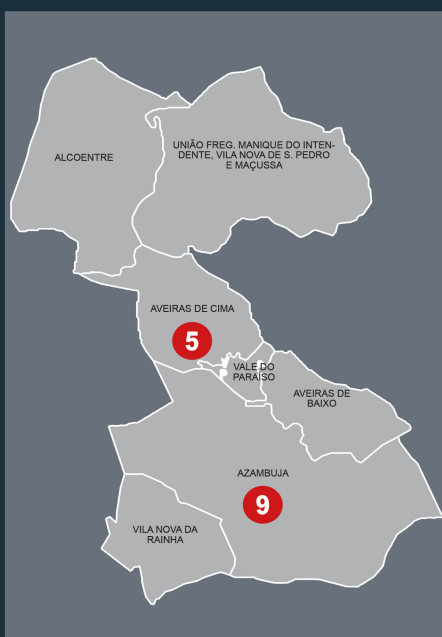 ALCOENTRE
UNIÃO FREG. MANIQUE DO INTEN-
DENTE, VILA NOVA DE S. PEDRO
E MAÇUSSA
AVEIRAS DE CIMA
5
VALE DO
PARAÍSO
AVEIRAS DE
BAIXO
AZAMBUJA
9
VILA NOVA DA
RAINHA